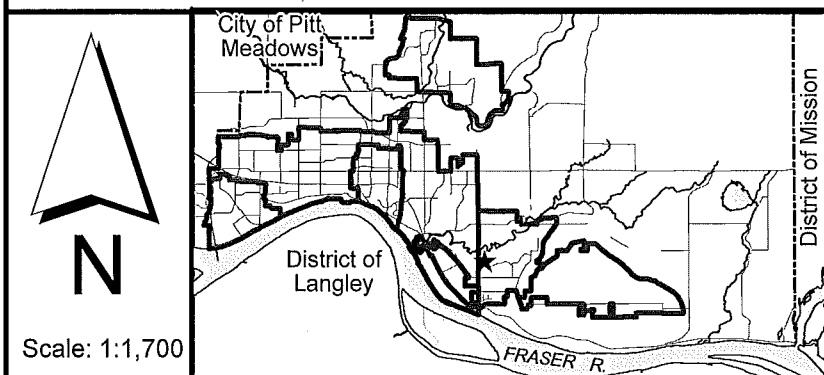 City of Pitt
Meadows
District of Mission
District of
Langley
N
Scale: 1:1,700
FRASER R.